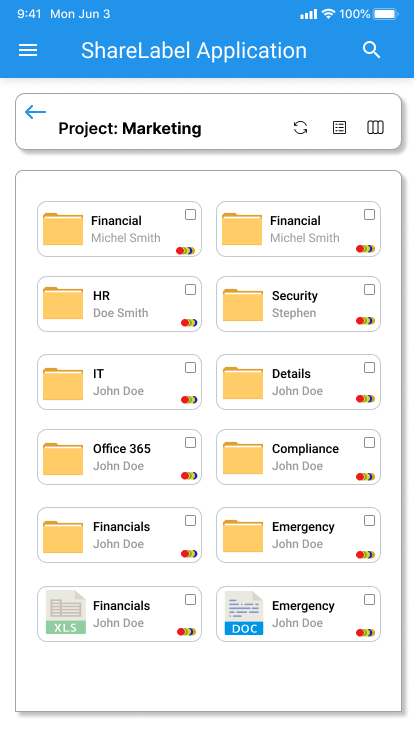 9:41 Mon Jun 3 100%
ShareLabel Application
Project: Marketing
Financial
Michel Smith
Financial
Michel Smith
HR
Doe Smith
Security
Stephen
IT
John Doe
Details
John Doe
Office 365
John Doe
Compliance
John Doe
Financials
John Doe
Emergency
John Doe
XLS
Financials
John Doe
DOC
Emergency
John Doe